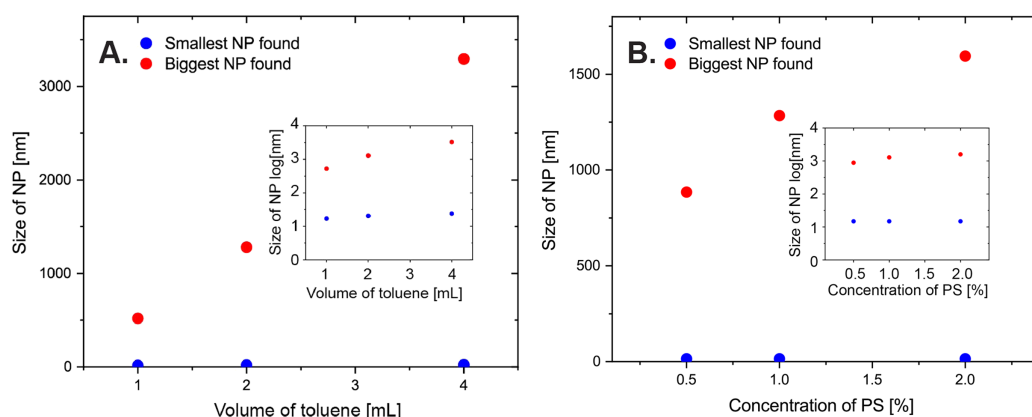 A.
Smallest NP found
Biggest NP found
Size of NP [nm]
3000
2000
1000
0
1
2
3
4
Volume of toluene [mL]
Size of NP log[nm]
4
3
2
1
0
1
2
3
4
Volume of toluene [mL]
B.
Smallest NP found
Biggest NP found
Size of NP [nm]
1500
1000
500
0
0.5
1.0
1.5
2.0
Concentration of PS [%]
Size of NP log[nm]
4
3
2
1
0
0.5
1.0
1.5
2.0
Concentration of PS [%]